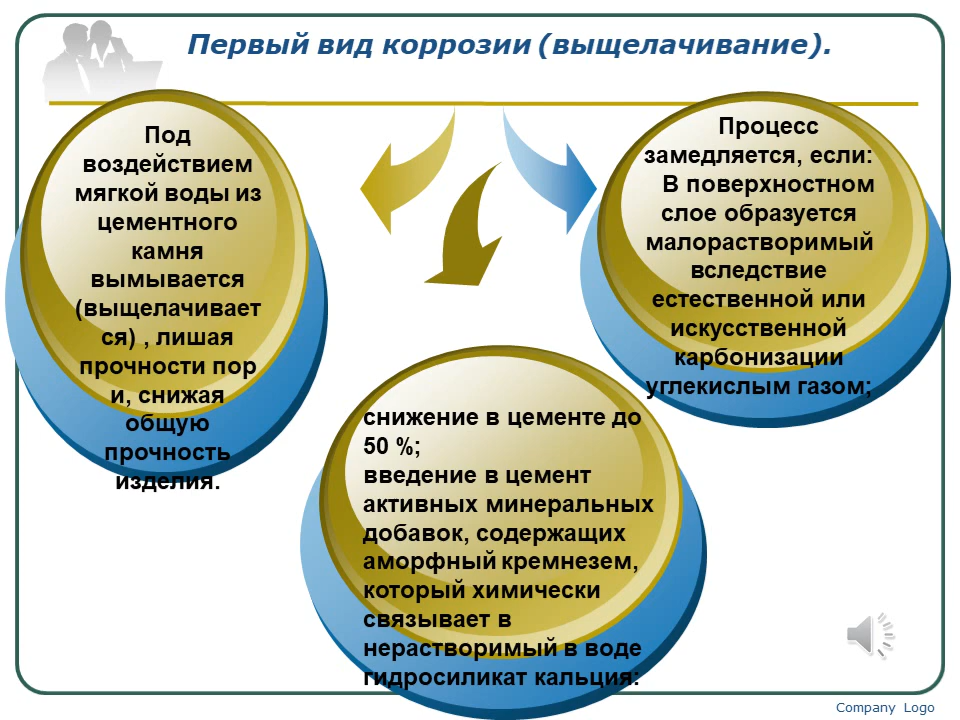 Первый вид коррозии (выщелачивание).
Под
воздействием
мягкой воды из
цементного
камня
вымывается
(выщелачивает
ся) , лишая
прочности пор
и, снижая
общую
прочность
изделия.
Процесс
замедляется, если:
В поверхностном
слое образуется
малорастворимый
вследствие
естественной или
искусственной
карбонизации
углекислым газом;
снижение в цементе до
50 %;
введение в цемент
активных минеральных
добавок, содержащих
аморфный кремнезем,
который химически
связывает в
нерастворимый в воде
гидросиликат кальция:
Company Logo